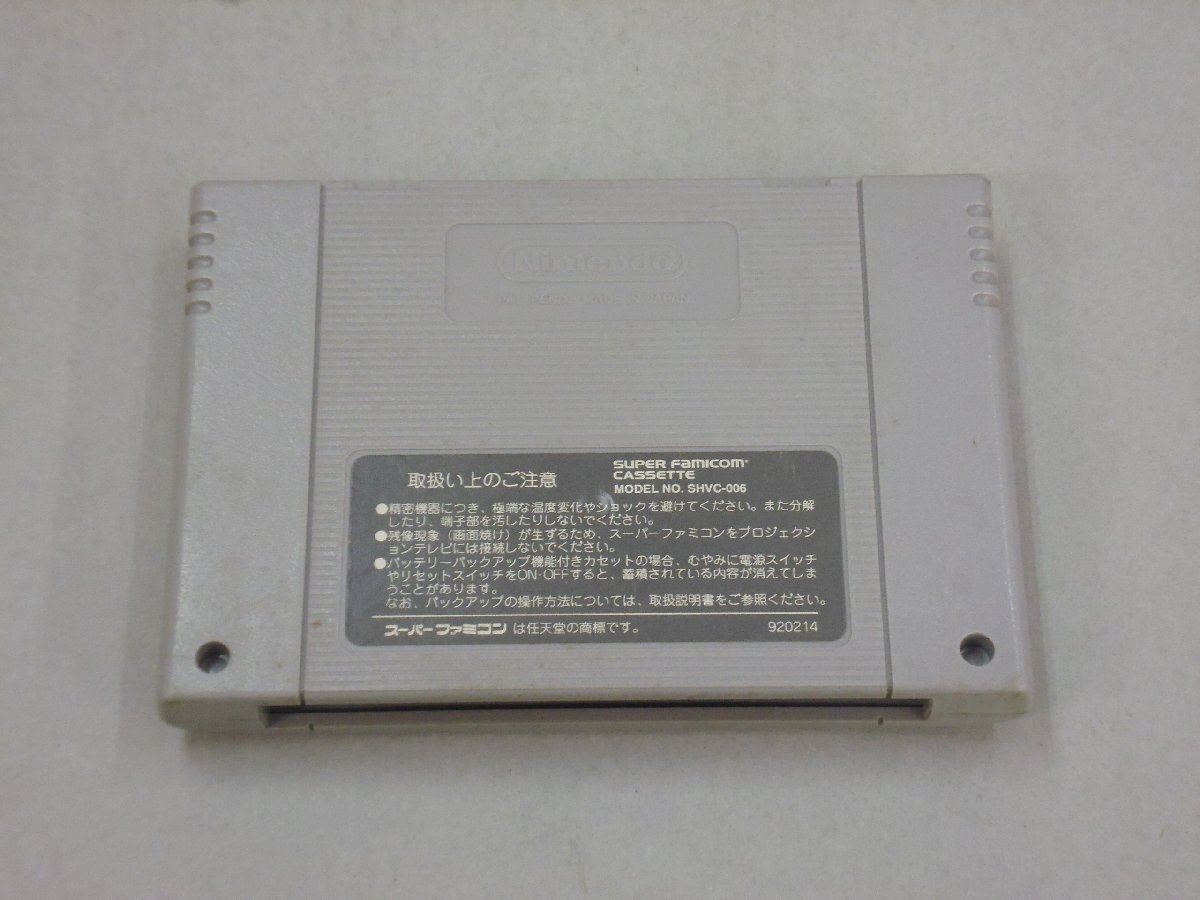 Nintendo
PAT. PEND. MADE IN JAPAN
取扱い上のご注意
SUPER FAMICOM
CASSETTE
MODEL NO. SHVC-006
●精密機器につき、極端な温度変化やショックを避けてください。また分解
したり、端子部を汚したりしないでください。
●残像現象（画面焼け）が生ずるため、スーパーファミコンをプロジェクシ
ョンテレビには接続しないでください。
●バッテリーバックアップ機能付きカセットの場合、むやみに電源スイッチ
やリセットスイッチをON・OFFすると、蓄積されている内容が消えてしま
うことがあります。
なお、バックアップの操作方法については、取扱説明書をご参照ください。
スーパーファミコンは任天堂の商標です。
920214